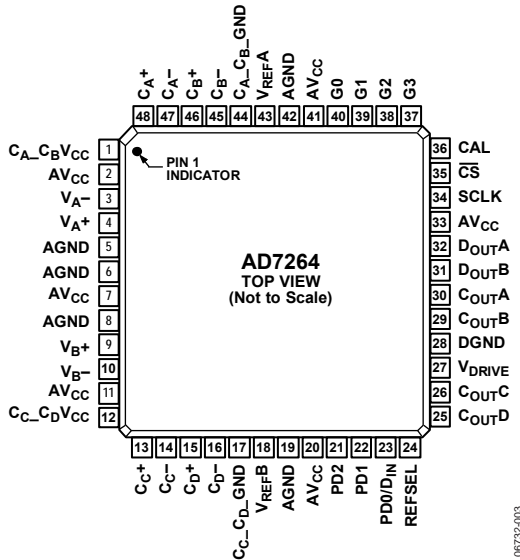 CA+
CA−
CB+
CB−
CA_CB_GND
VREFA
AGND
AVCC
G0
G1
G2
G3
48 47 46 45 44 43 42 41 40 39 38 37
CA_CBVCC 1
AVCC 2
VA− 3
VA+ 4
AGND 5
AGND 6
AVCC 7
AGND 8
VB+ 9
VB− 10
AVCC 11
CC_CDVCC 12
PIN 1
INDICATOR
AD7264
TOP VIEW
(Not to Scale)
36 CAL
35 C̅S̅
34 SCLK
33 AVCC
32 DOUTA
31 DOUTB
30 COUTA
29 COUTB
28 DGND
27 VDRIVE
26 COUTC
25 COUTD
13 14 15 16 17 18 19 20 21 22 23 24
CC+
CC−
CD+
CD−
CC_CD_GND
VREFB
AGND
AVCC
PD2
PD1
PD0/DIN
REFSEL
06732-003